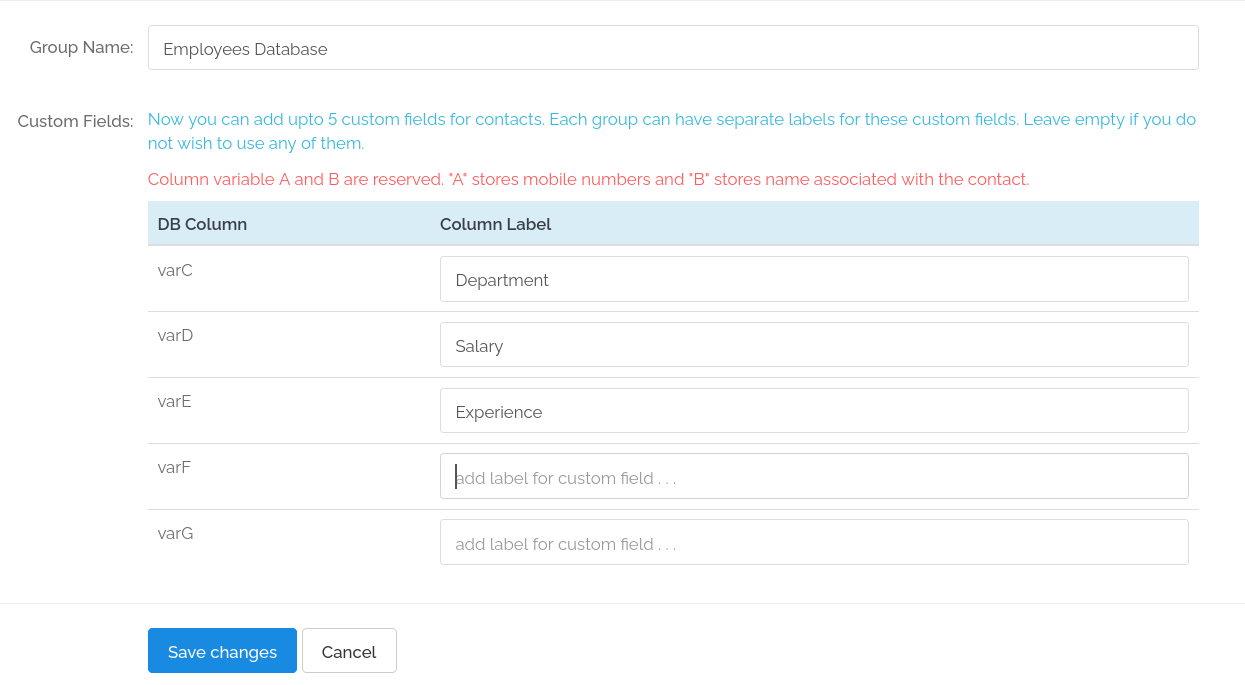 Group Name: Employees Database
Custom Fields: Now you can add upto 5 custom fields for contacts. Each group can have separate labels for these custom fields. Leave empty if you do
not wish to use any of them.
Column variable A and B are reserved. "A" stores mobile numbers and "B" stores name associated with the contact.
DB Column Column Label
varC Department
varD Salary
varE Experience
varF add label for custom field . . .
varG add label for custom field . . .
Save changes Cancel